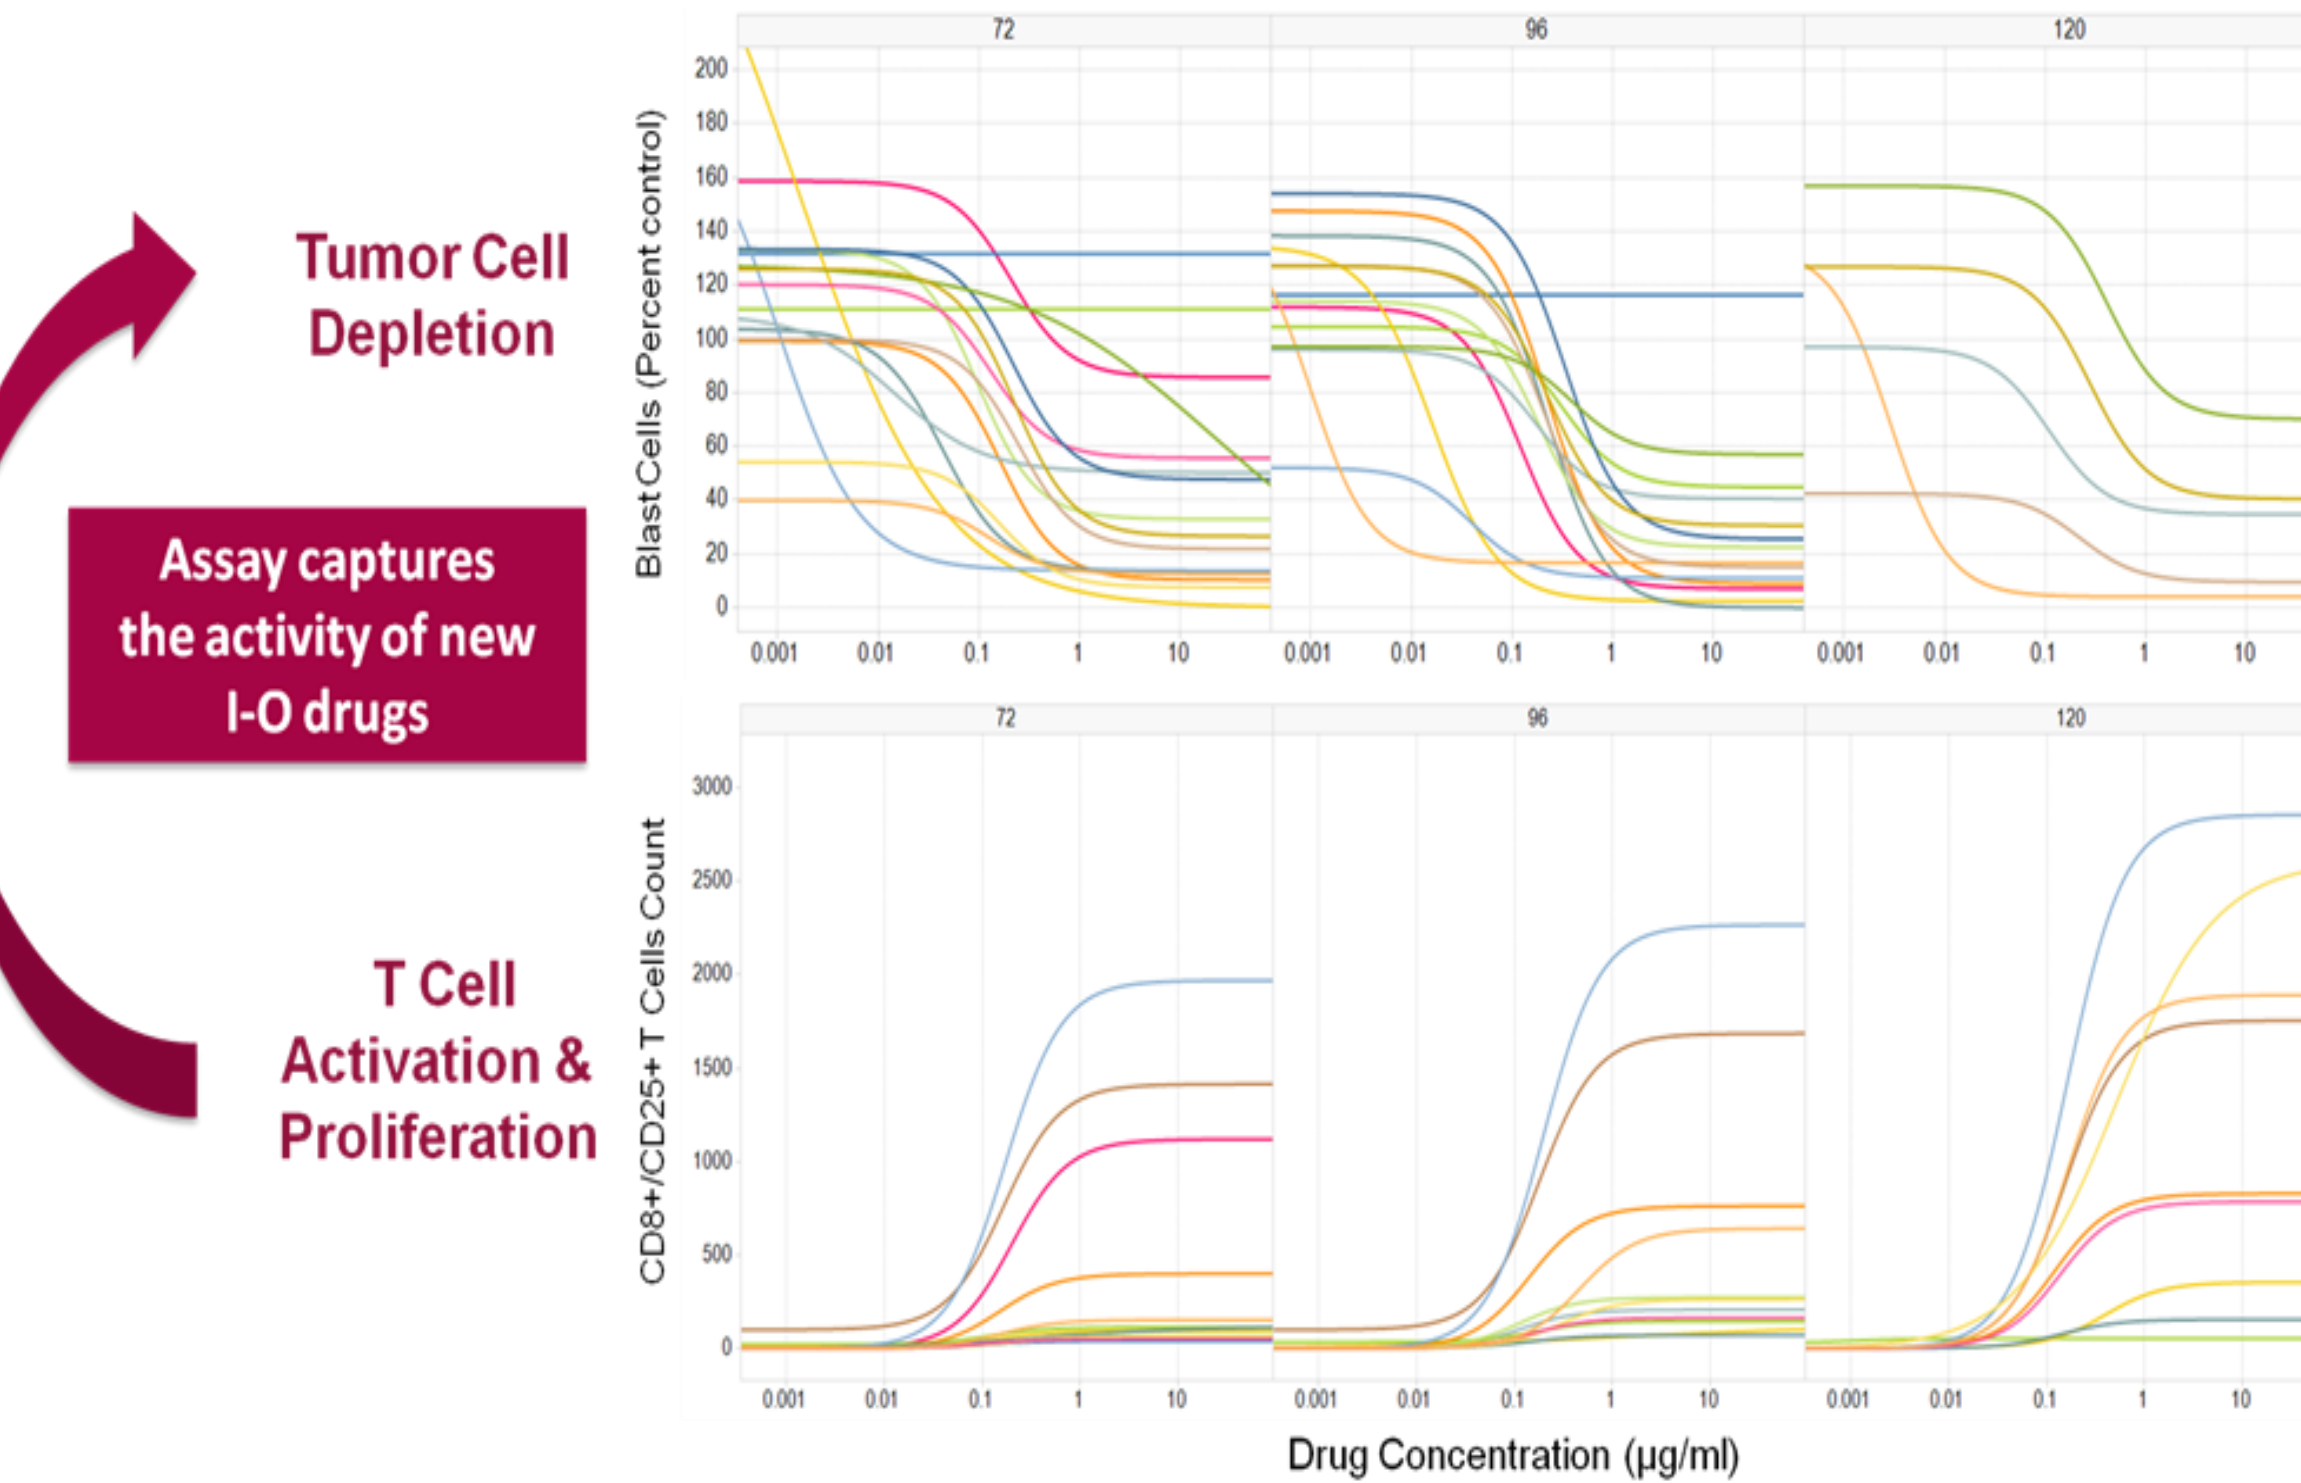 Tumor Cell
Depletion
Assay captures
the activity of new
I-O drugs
T Cell
Activation &
Proliferation
72 96 120
Blast Cells (Percent control)
200
180
160
140
120
100
80
60
40
20
0
0.001 0.01 0.1 1 10 0.001 0.01 0.1 1 10 0.001 0.01 0.1 1 10
72 96 120
CD8+/CD25+ T Cells Count
3000
2500
2000
1500
1000
500
0
0.001 0.01 0.1 1 10 0.001 0.01 0.1 1 10 0.001 0.01 0.1 1 10
Drug Concentration (µg/ml)